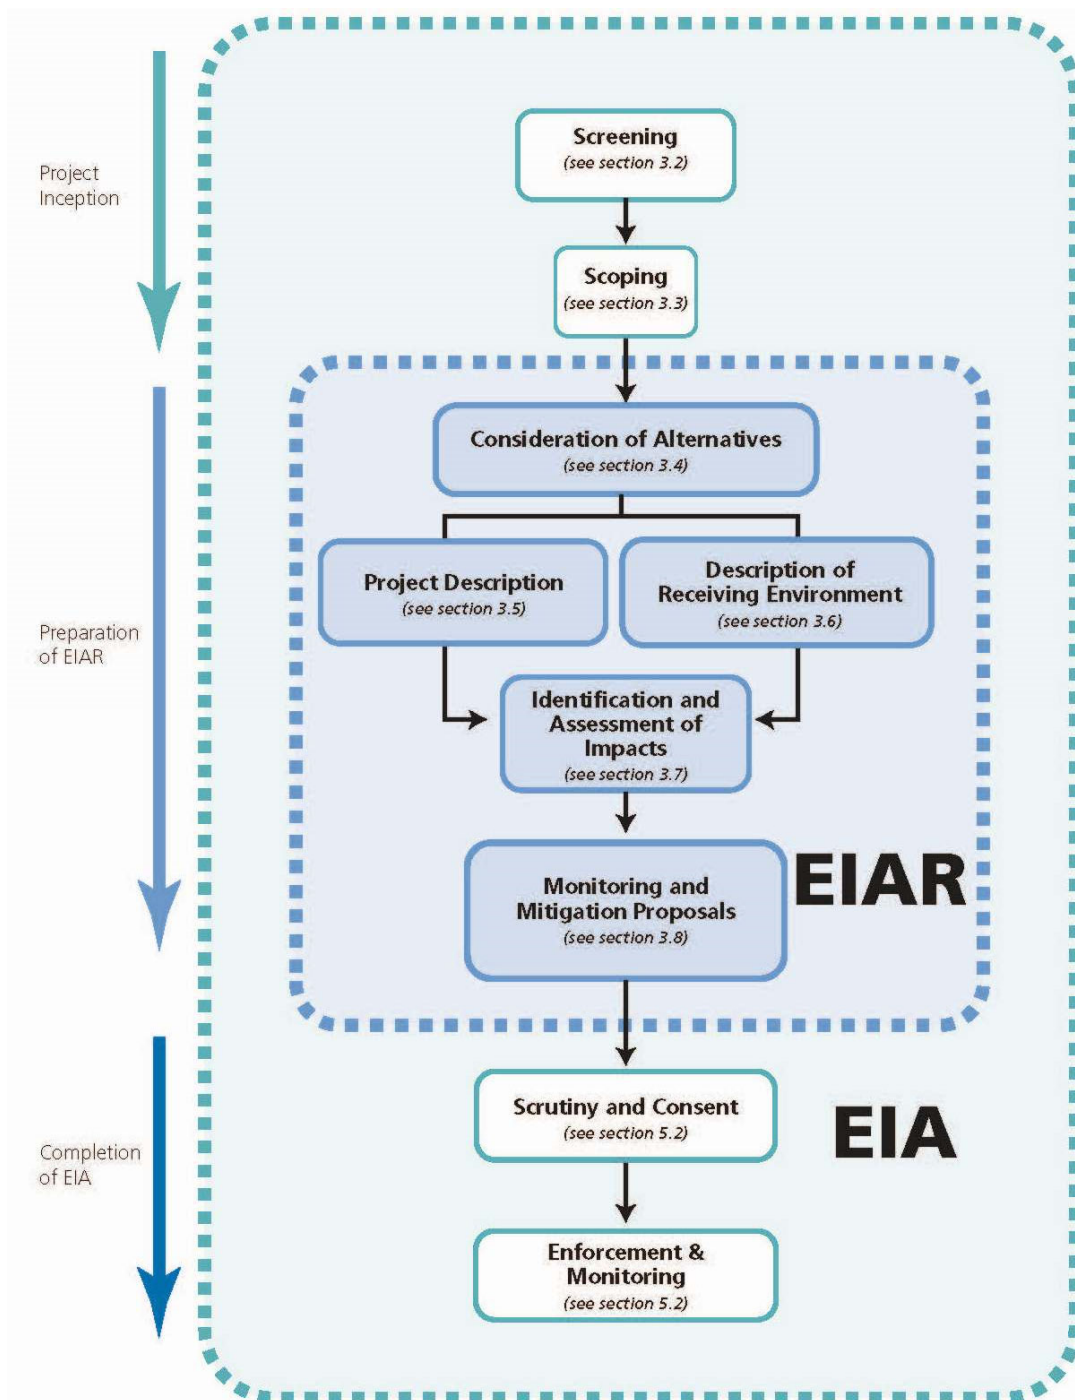 Project
Inception
Screening
(see section 3.2)
Scoping
(see section 3.3)
Preparation
of EIAR
Consideration of Alternatives
(see section 3.4)
Project Description
(see section 3.5)
Description of
Receiving Environment
(see section 3.6)
Identification and
Assessment of
Impacts
(see section 3.7)
Monitoring and
Mitigation Proposals
(see section 3.8)
EIAR
Completion
of EIA
Scrutiny and Consent
(see section 5.2)
EIA
Enforcement &
Monitoring
(see section 5.2)